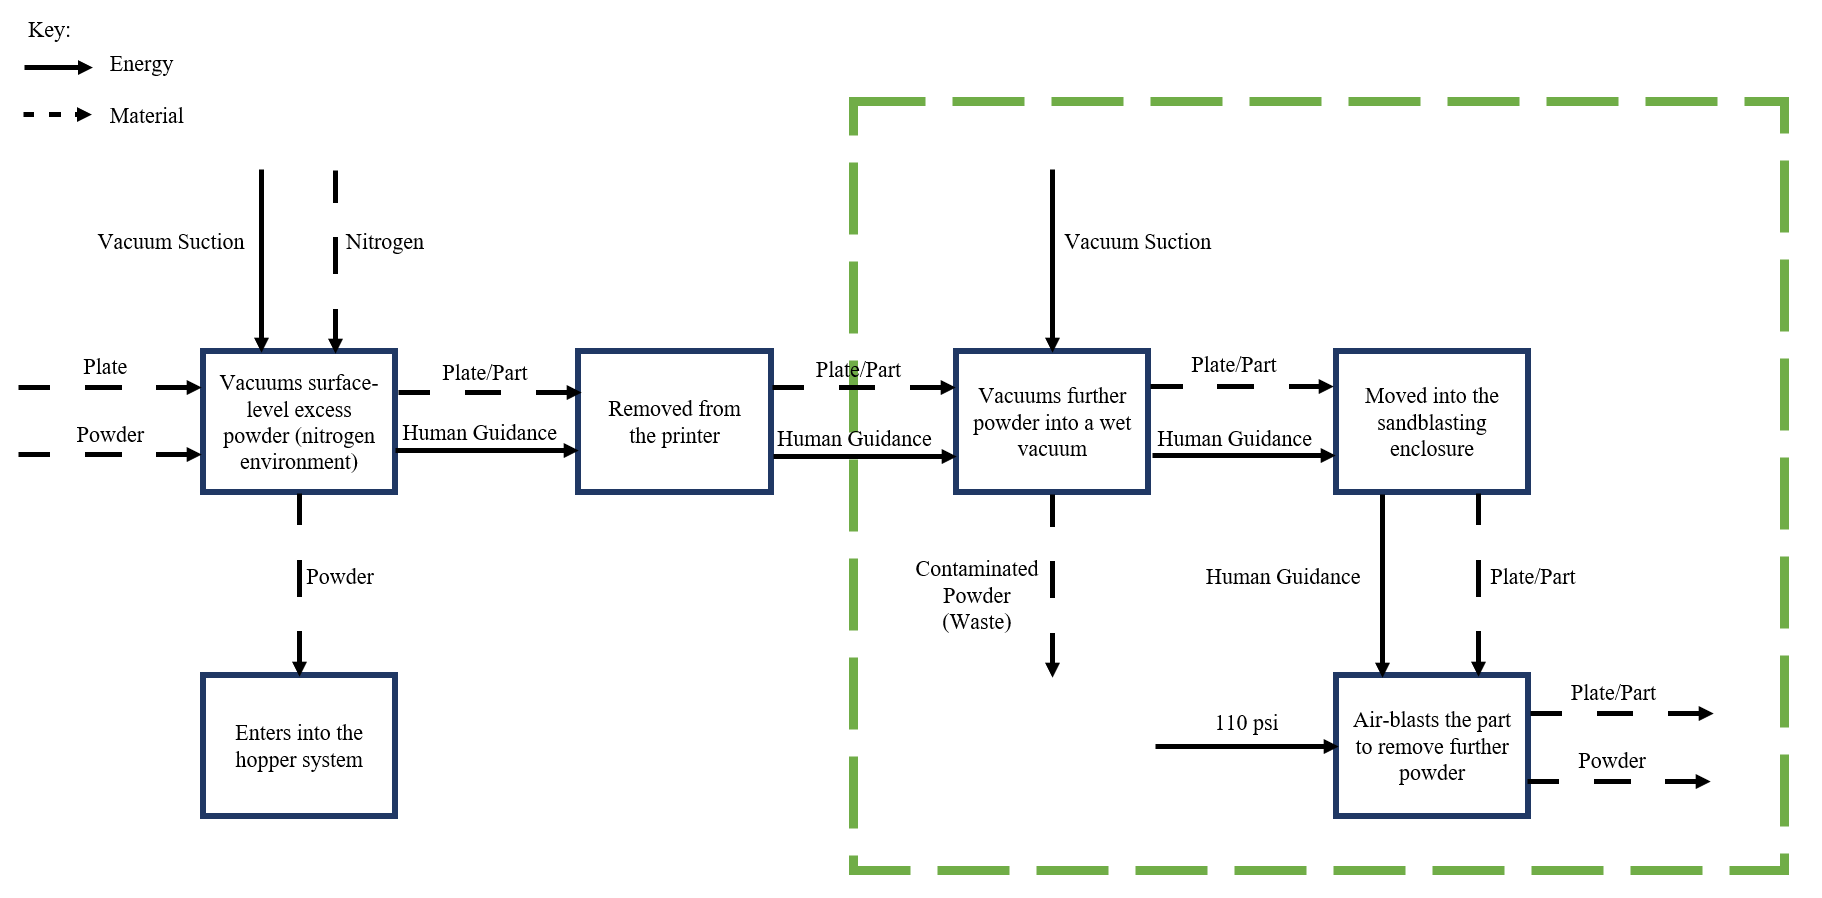 Key:
Energy
Material
Vacuum Suction
Nitrogen
Vacuum Suction
Plate
Powder
Vacuums surface-
level excess
powder (nitrogen
environment)
Plate/Part
Human Guidance
Removed from
the printer
Plate/Part
Human Guidance
Vacuums further
powder into a wet
vacuum
Plate/Part
Human Guidance
Moved into the
sandblasting
enclosure
Powder
Contaminated
Powder
(Waste)
Human Guidance
Plate/Part
Enters into the
hopper system
110 psi
Air-blasts the part
to remove further
powder
Plate/Part
Powder